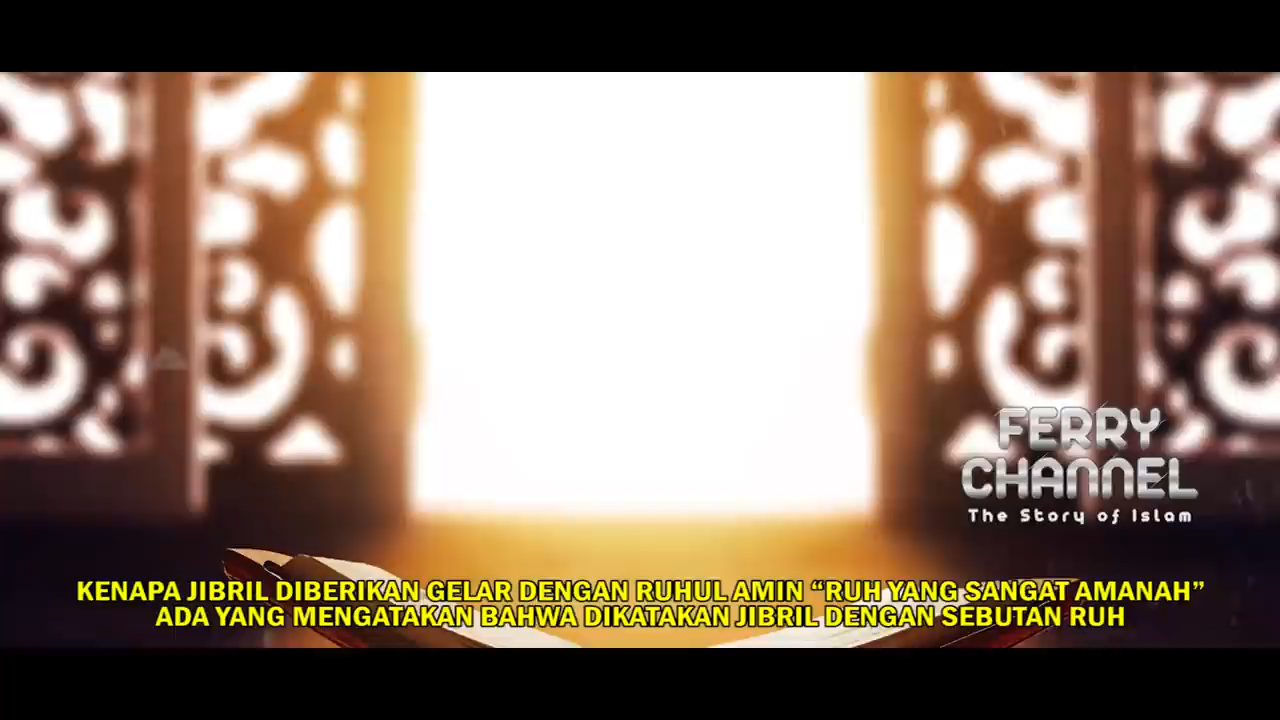 FERRY
CHANNEL
The Story of Islam
KENAPA JIBRIL DIBERIKAN GELAR DENGAN RUHUL AMIN “RUH YANG SANGAT AMANAH”
ADA YANG MENGATAKAN BAHWA DIKATAKAN JIBRIL DENGAN SEBUTAN RUH